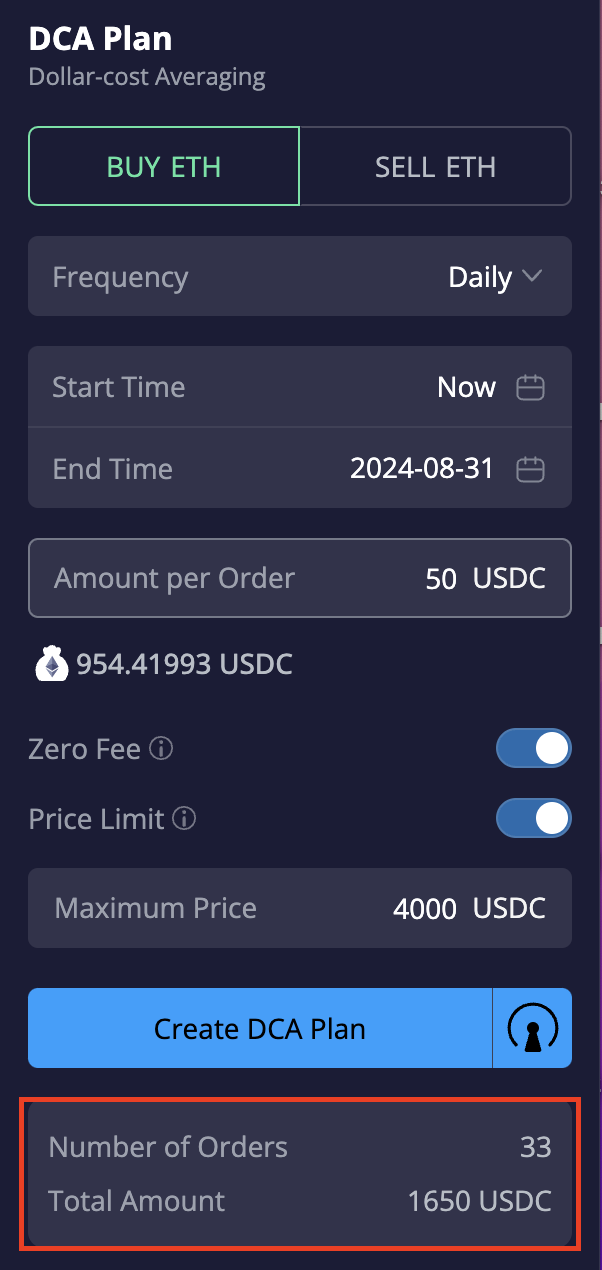 DCA Plan
Dollar-cost Averaging
BUY ETH SELL ETH
Frequency Daily
Start Time Now
End Time 2024-08-31
Amount per Order 50 USDC
954.41993 USDC
Zero Fee
Price Limit
Maximum Price 4000 USDC
Create DCA Plan
Number of Orders 33
Total Amount 1650 USDC